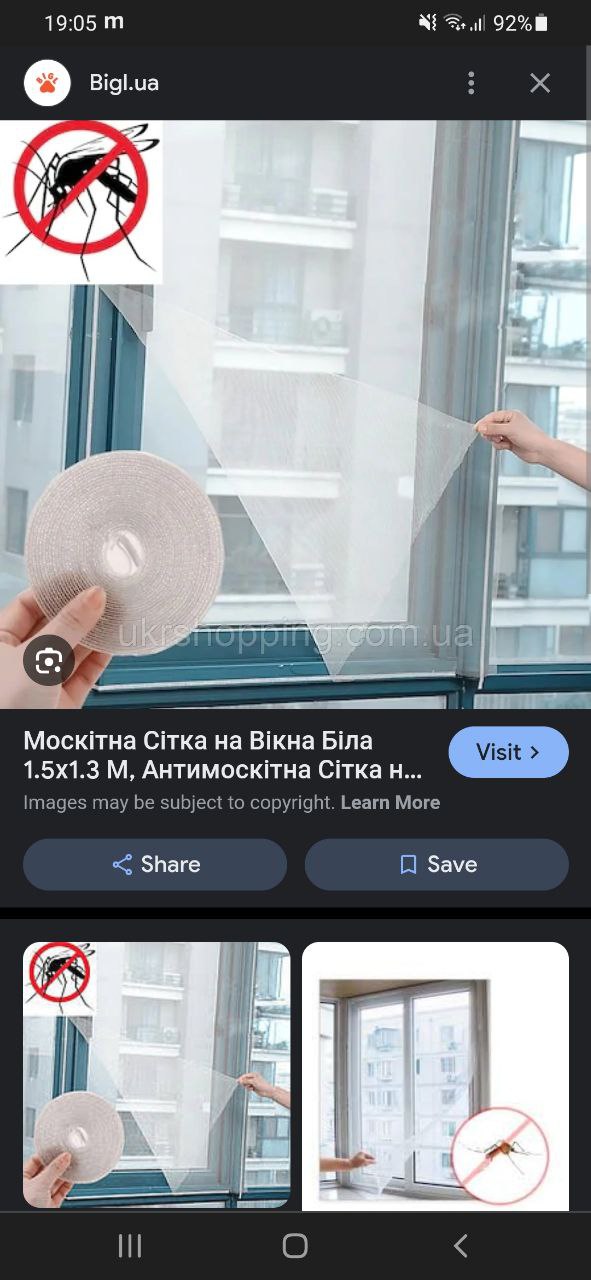 19:05 m
92%
Bigl.ua
ukrshopping.com.ua
Москітна Сітка на Вікна Біла
1.5х1.3 М, Антимоскітна Сітка н...
Visit
Images may be subject to copyright. Learn More
Share
Save